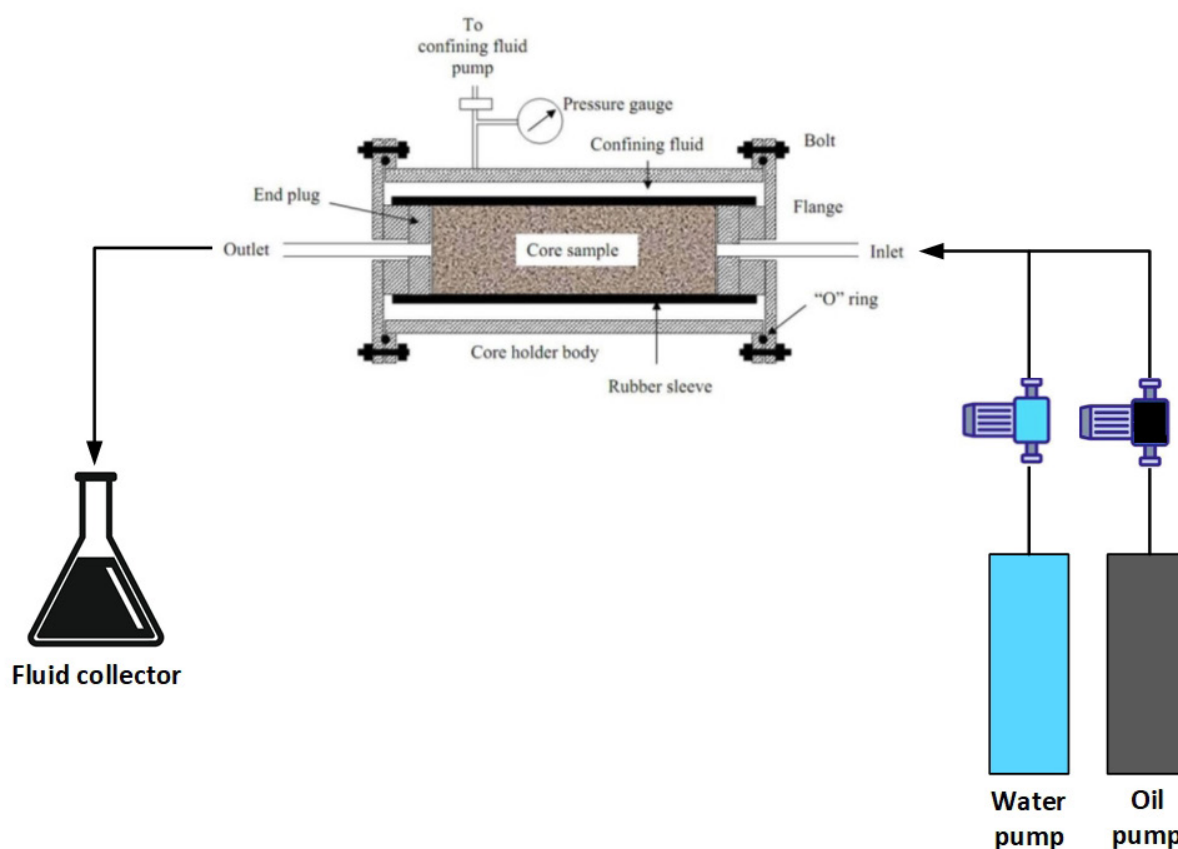 To
confining fluid
pump
Pressure gauge
Confining fluid
Bolt
End plug
Flange
Outlet
Core sample
Inlet
“O” ring
Core holder body
Rubber sleeve
Fluid collector
Water
pump
Oil
pump